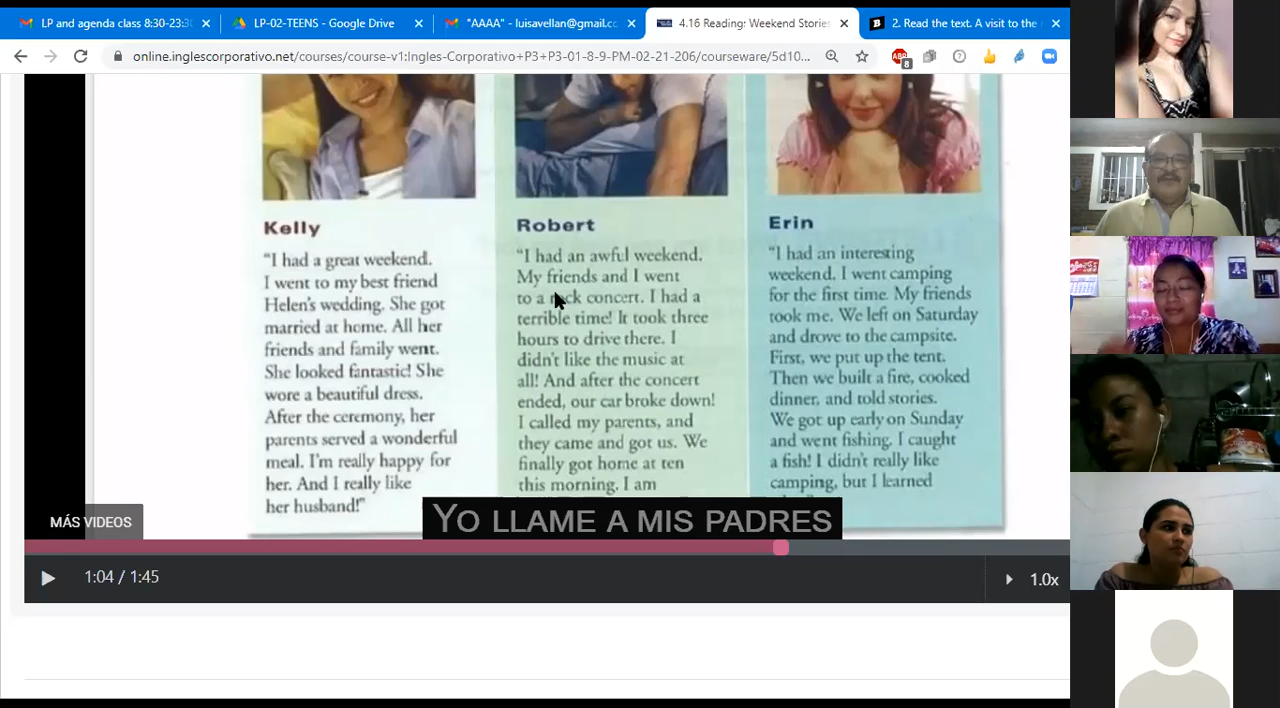 LP and agenda class 8:30-23:30
LP-02-TEENS - Google Drive
"AAAA" - luisavellan@gmail.cc
4.16 Reading: Weekend Stories
2. Read the text. A visit to the
online.inglescorporativo.net/courses/course-v1:Ingles-Corporativo+P3+P3-01-8-9-PM-02-21-206/courseware/5d10...
8
Kelly
"I had a great weekend.
I went to my best friend
Helen's wedding. She got
married at home. All her
friends and family went.
She looked fantastic! She
wore a beautiful dress.
After the ceremony, her
parents served a wonderful
meal. I'm really happy for
her. And I really like
her husband!"
Robert
"I had an awful weekend.
My friends and I went
to a rock concert. I had a
terrible time! It took three
hours to drive there. I
didn't like the music at
all! And after the concert
ended, our car broke down!
I called my parents, and
they came and got us. We
finally got home at ten
this morning. I am
Erin
"I had an interesting
weekend. I went camping
for the first time. My friends
took me. We left on Saturday
and drove to the campsite.
First, we put up the tent.
Then we built a fire, cooked
dinner, and told stories.
We got up early on Sunday
and went fishing. I caught
a fish! I didn't really like
camping, but I learned
YO LLAME A MIS PADRES
MÁS VIDEOS
1:04 / 1:45
1.0x